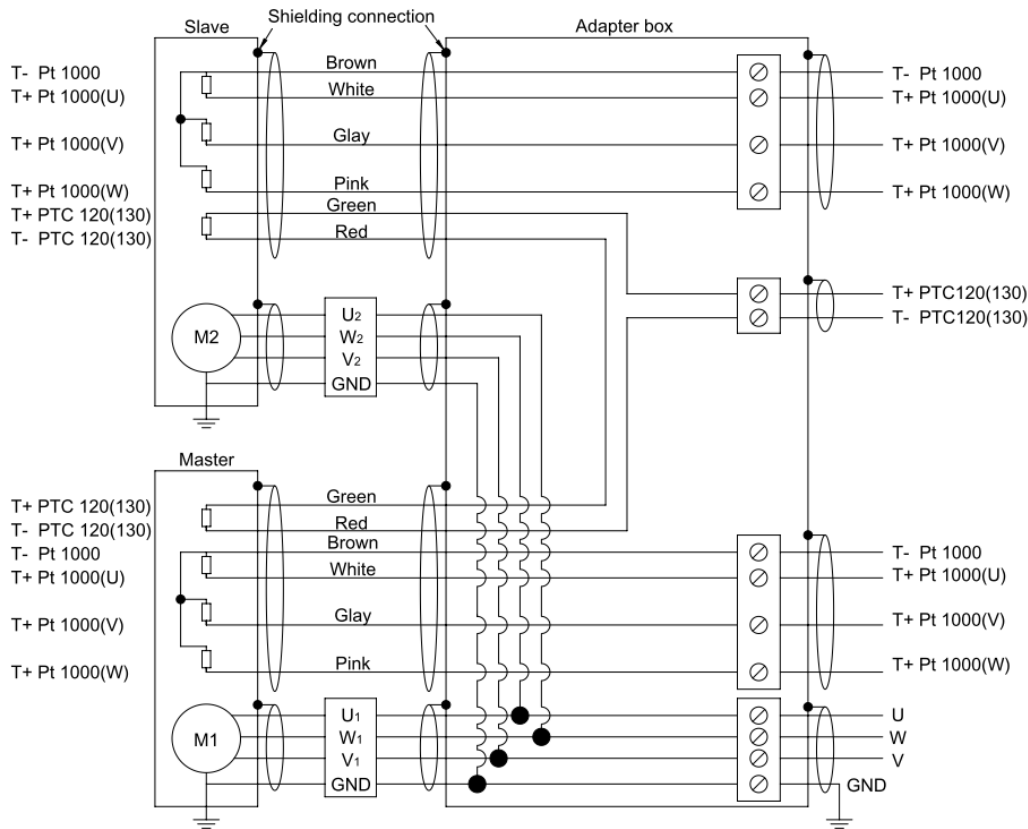 Slave
Shielding connection
Adapter box
T- Pt 1000
Brown
T- Pt 1000
T+ Pt 1000(U)
White
T+ Pt 1000(U)
T+ Pt 1000(V)
Glay
T+ Pt 1000(V)
T+ Pt 1000(W)
Pink
T+ Pt 1000(W)
T+ PTC 120(130)
Green
T- PTC 120(130)
Red
T+ PTC120(130)
T- PTC120(130)
M2
U2
W2
V2
GND
Master
T+ PTC 120(130)
Green
T- PTC 120(130)
Red
T- Pt 1000
Brown
T- Pt 1000
T+ Pt 1000(U)
White
T+ Pt 1000(U)
T+ Pt 1000(V)
Glay
T+ Pt 1000(V)
T+ Pt 1000(W)
Pink
T+ Pt 1000(W)
M1
U1
U
W1
W
V1
V
GND
GND